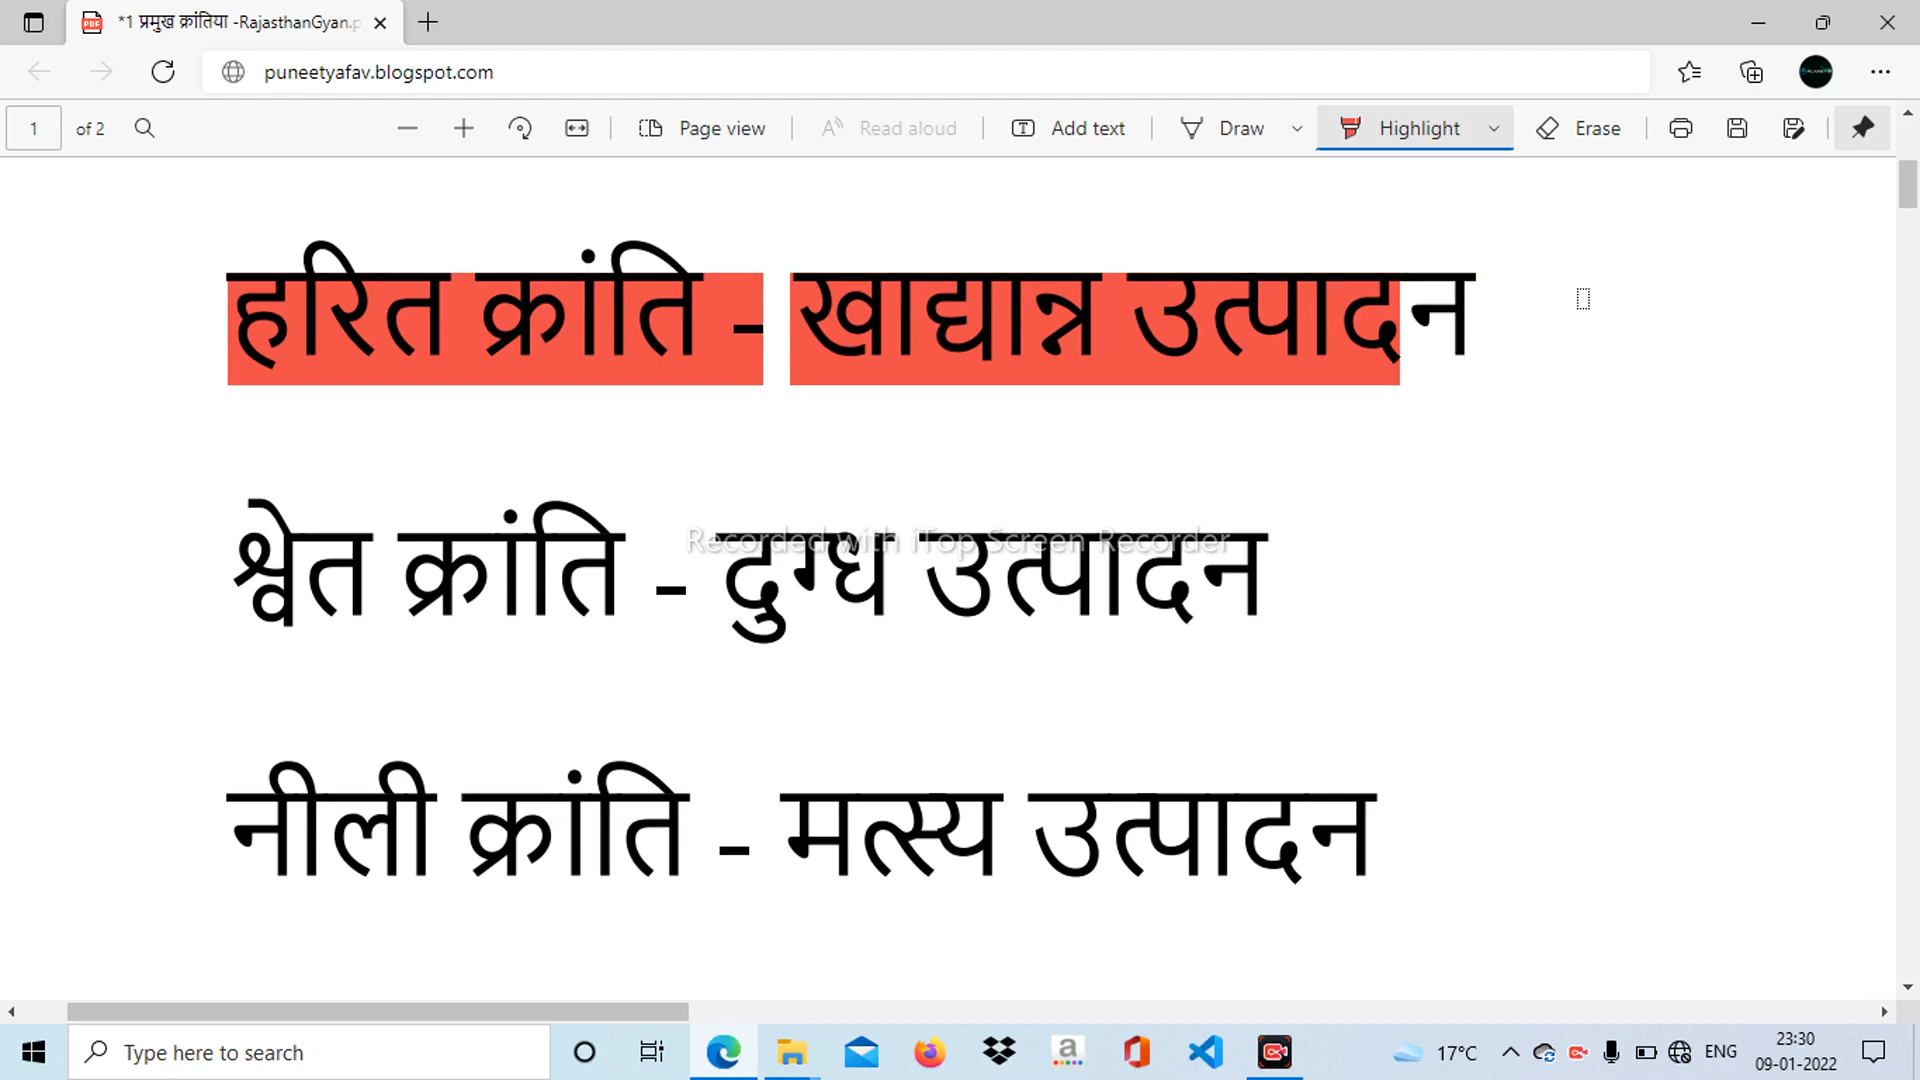 *1 प्रमुख क्रांतिया -RajasthanGyan.p
puneetyafav.blogspot.com
1 of 2 Page view Read aloud Add text Draw Highlight Erase
हरित क्रांति - खाद्यान्न उत्पादन
श्वेत क्रांति - दुग्ध उत्पादन
Recorded with iTop Screen Recorder
नीली क्रांति - मत्स्य उत्पादन
Type here to search
17°C ENG
23:30
09-01-2022